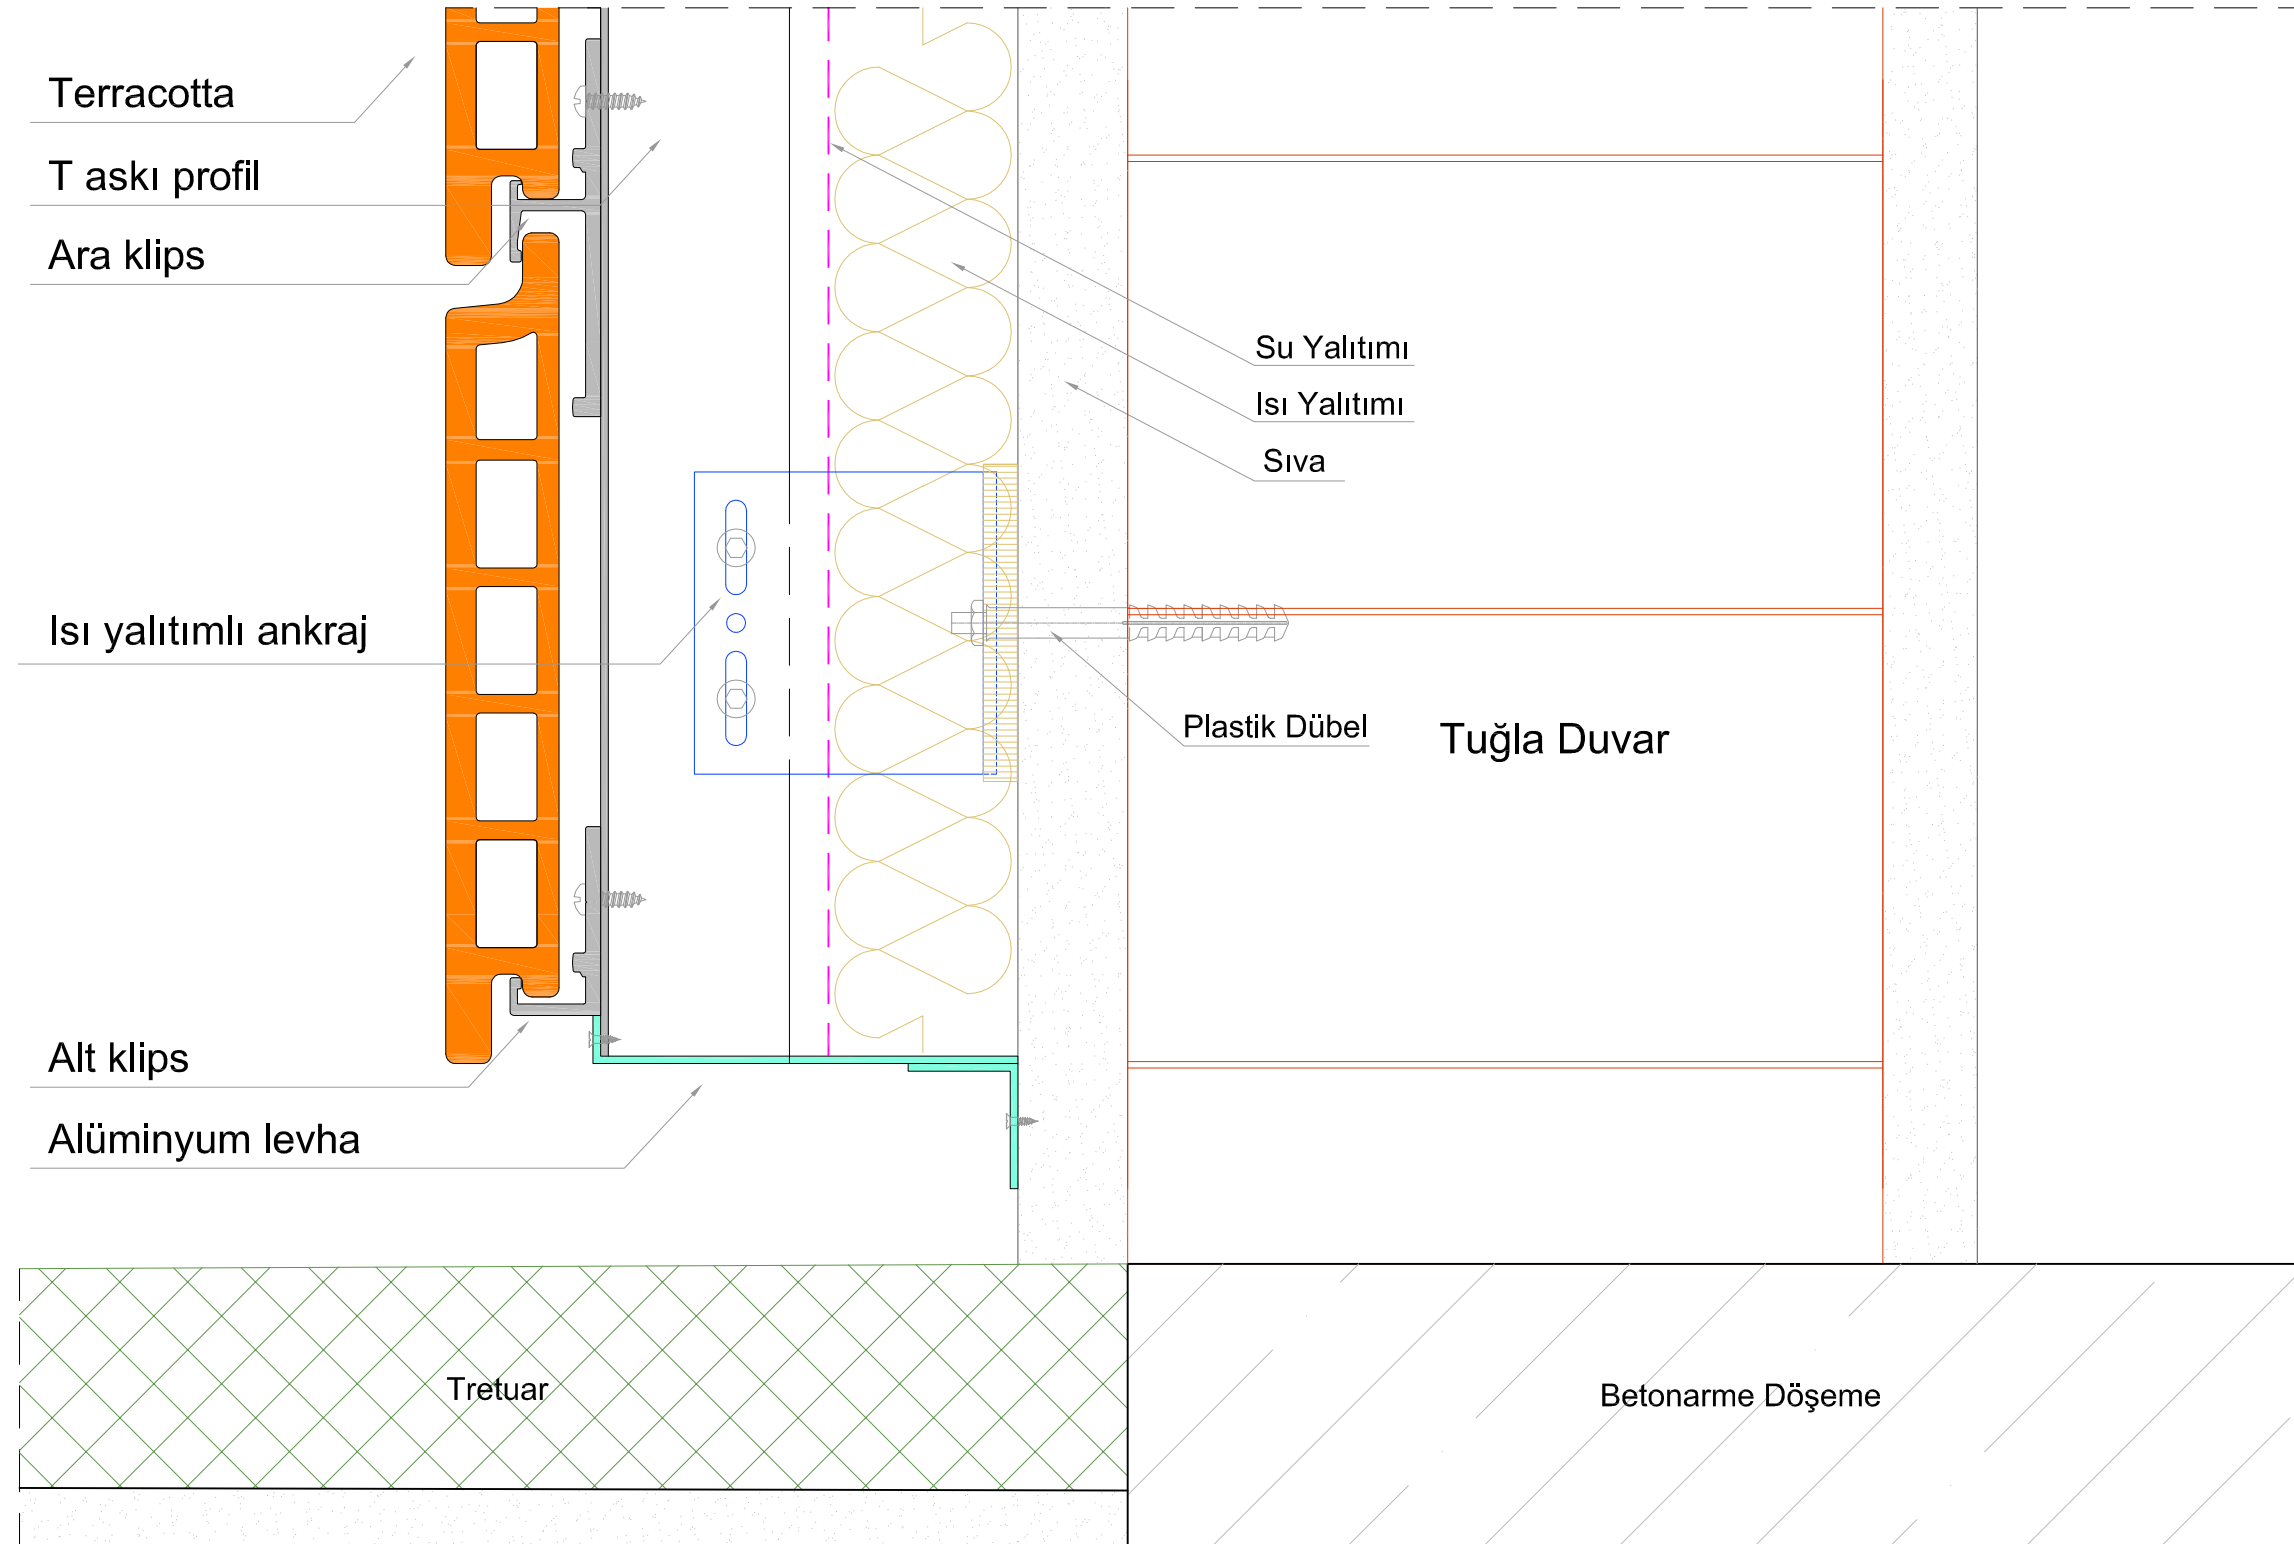 Terracotta
T askı profil
Ara klips
Su Yalıtımı
Isı Yalıtımı
Sıva
Isı yalıtımlı ankraj
Plastik Dübel
Tuğla Duvar
Alt klips
Alüminyum levha
Tretuar
Betonarme Döşeme